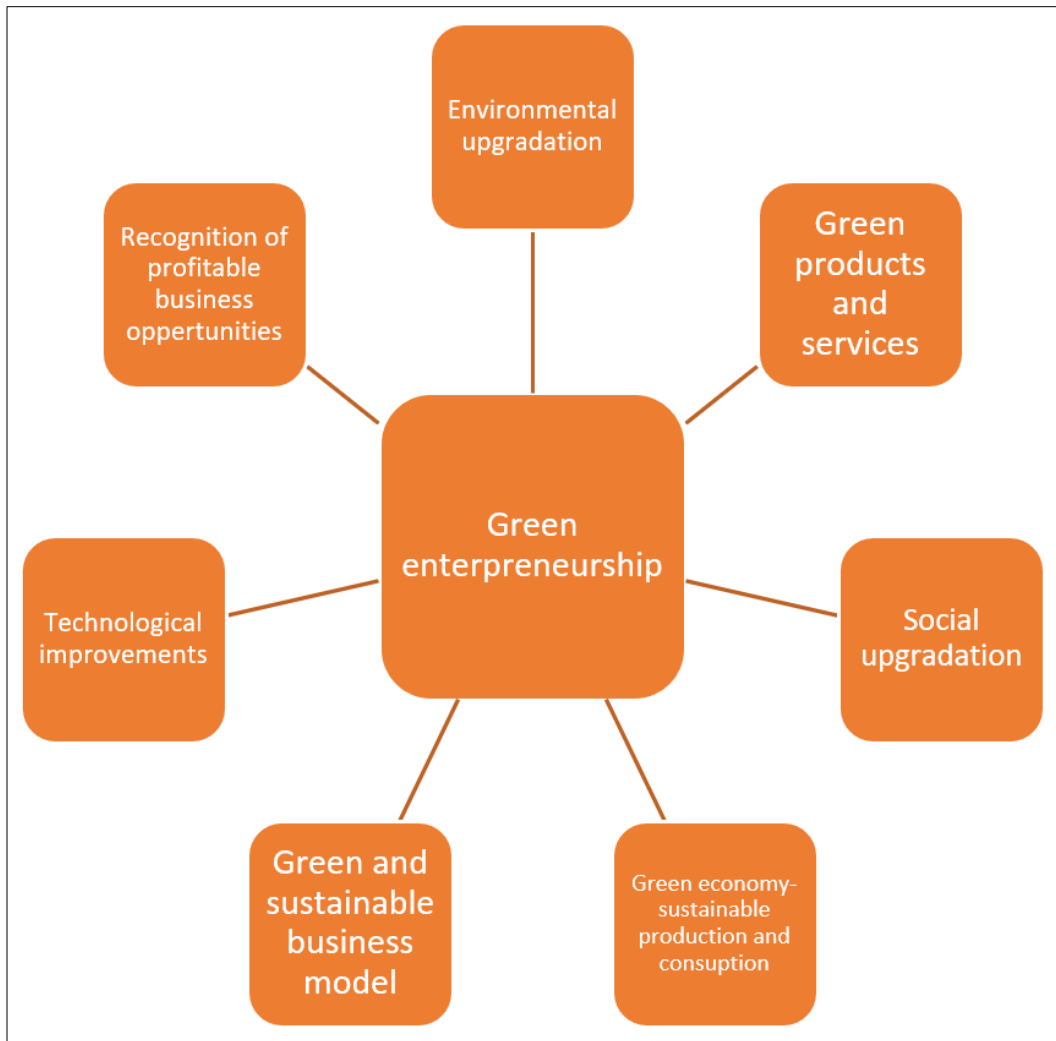 Environmental
upgradation
Green
products
and
services
Recognition of
profitable
business
oppertunities
Green
enterpreneurship
Technological
improvements
Social
upgradation
Green and
sustainable
business
model
Green economy-
sustainable
production and
consuption